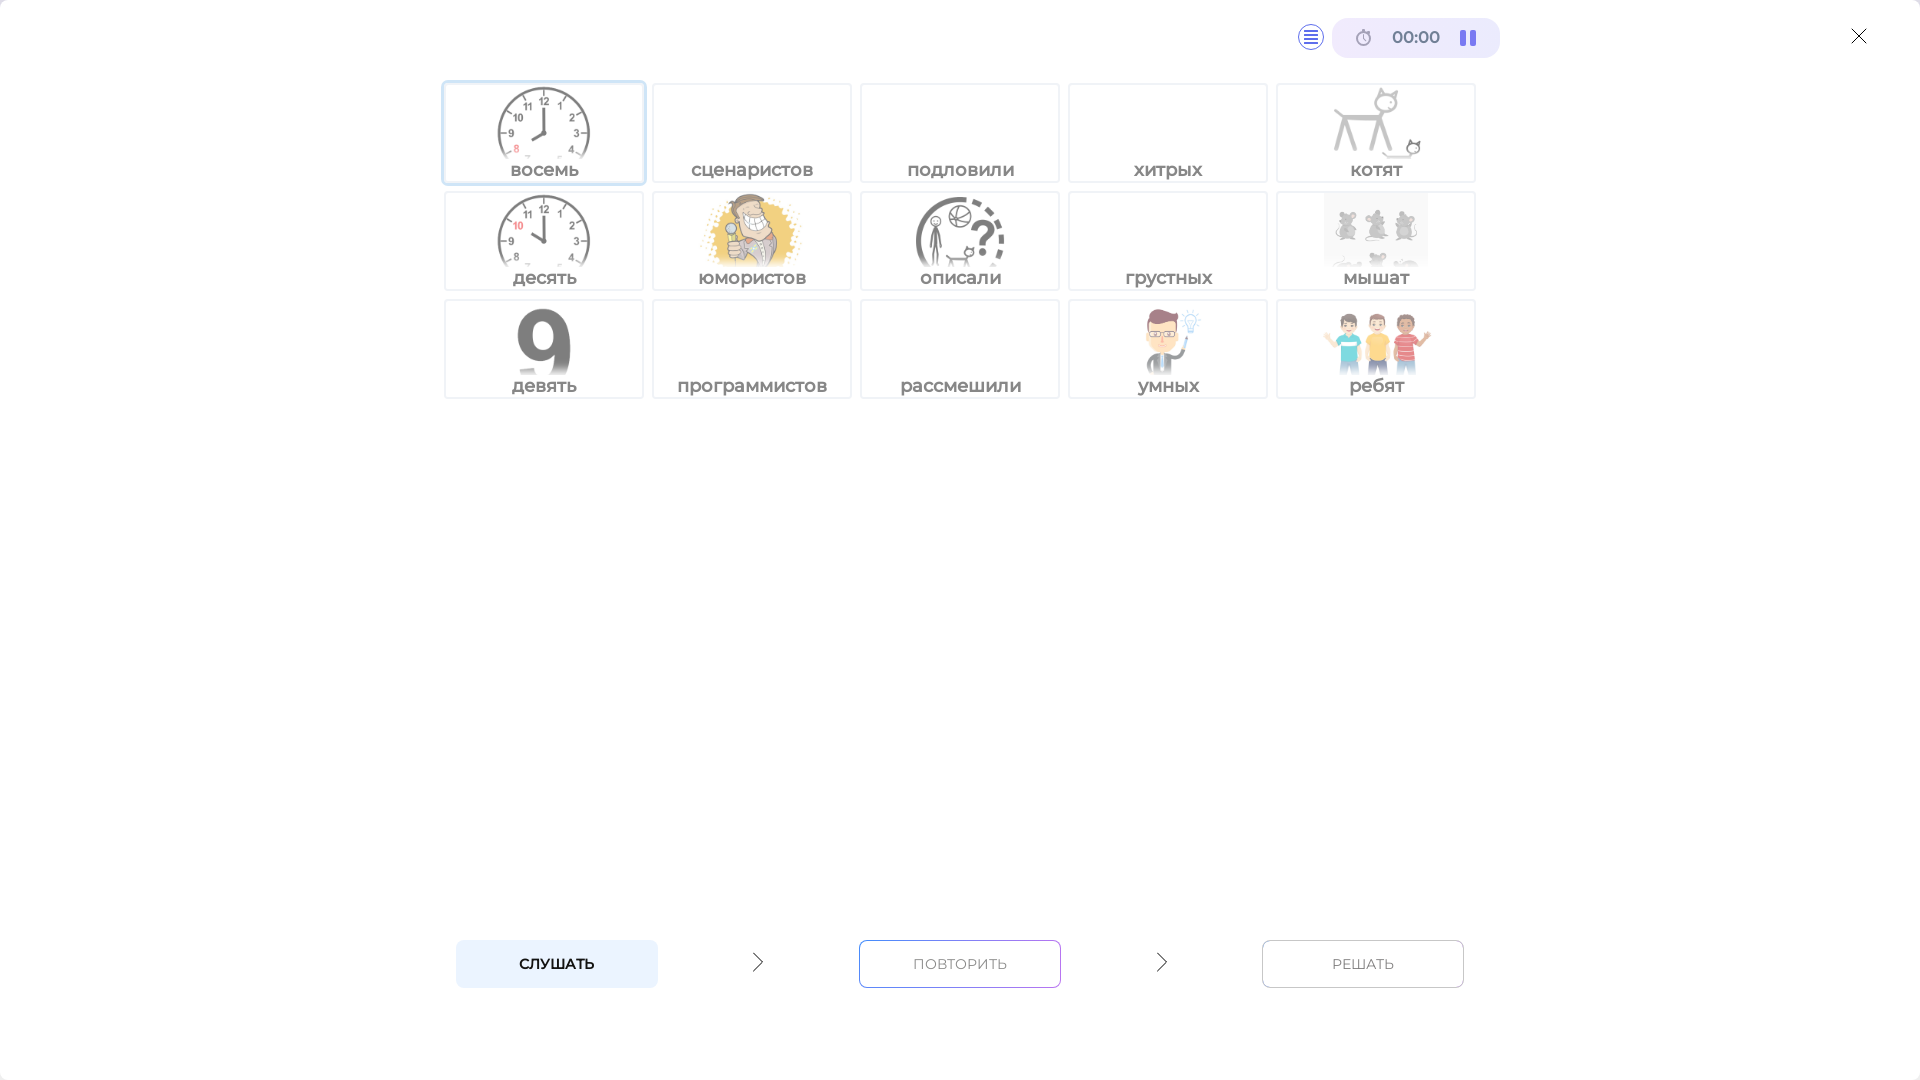 00:00
восемь
сценаристов
подловили
хитрых
котят
десять
юмористов
описали
грустных
мышат
девять
программистов
рассмешили
умных
ребят
СЛУШАТЬ
ПОВТОРИТЬ
РЕШАТЬ